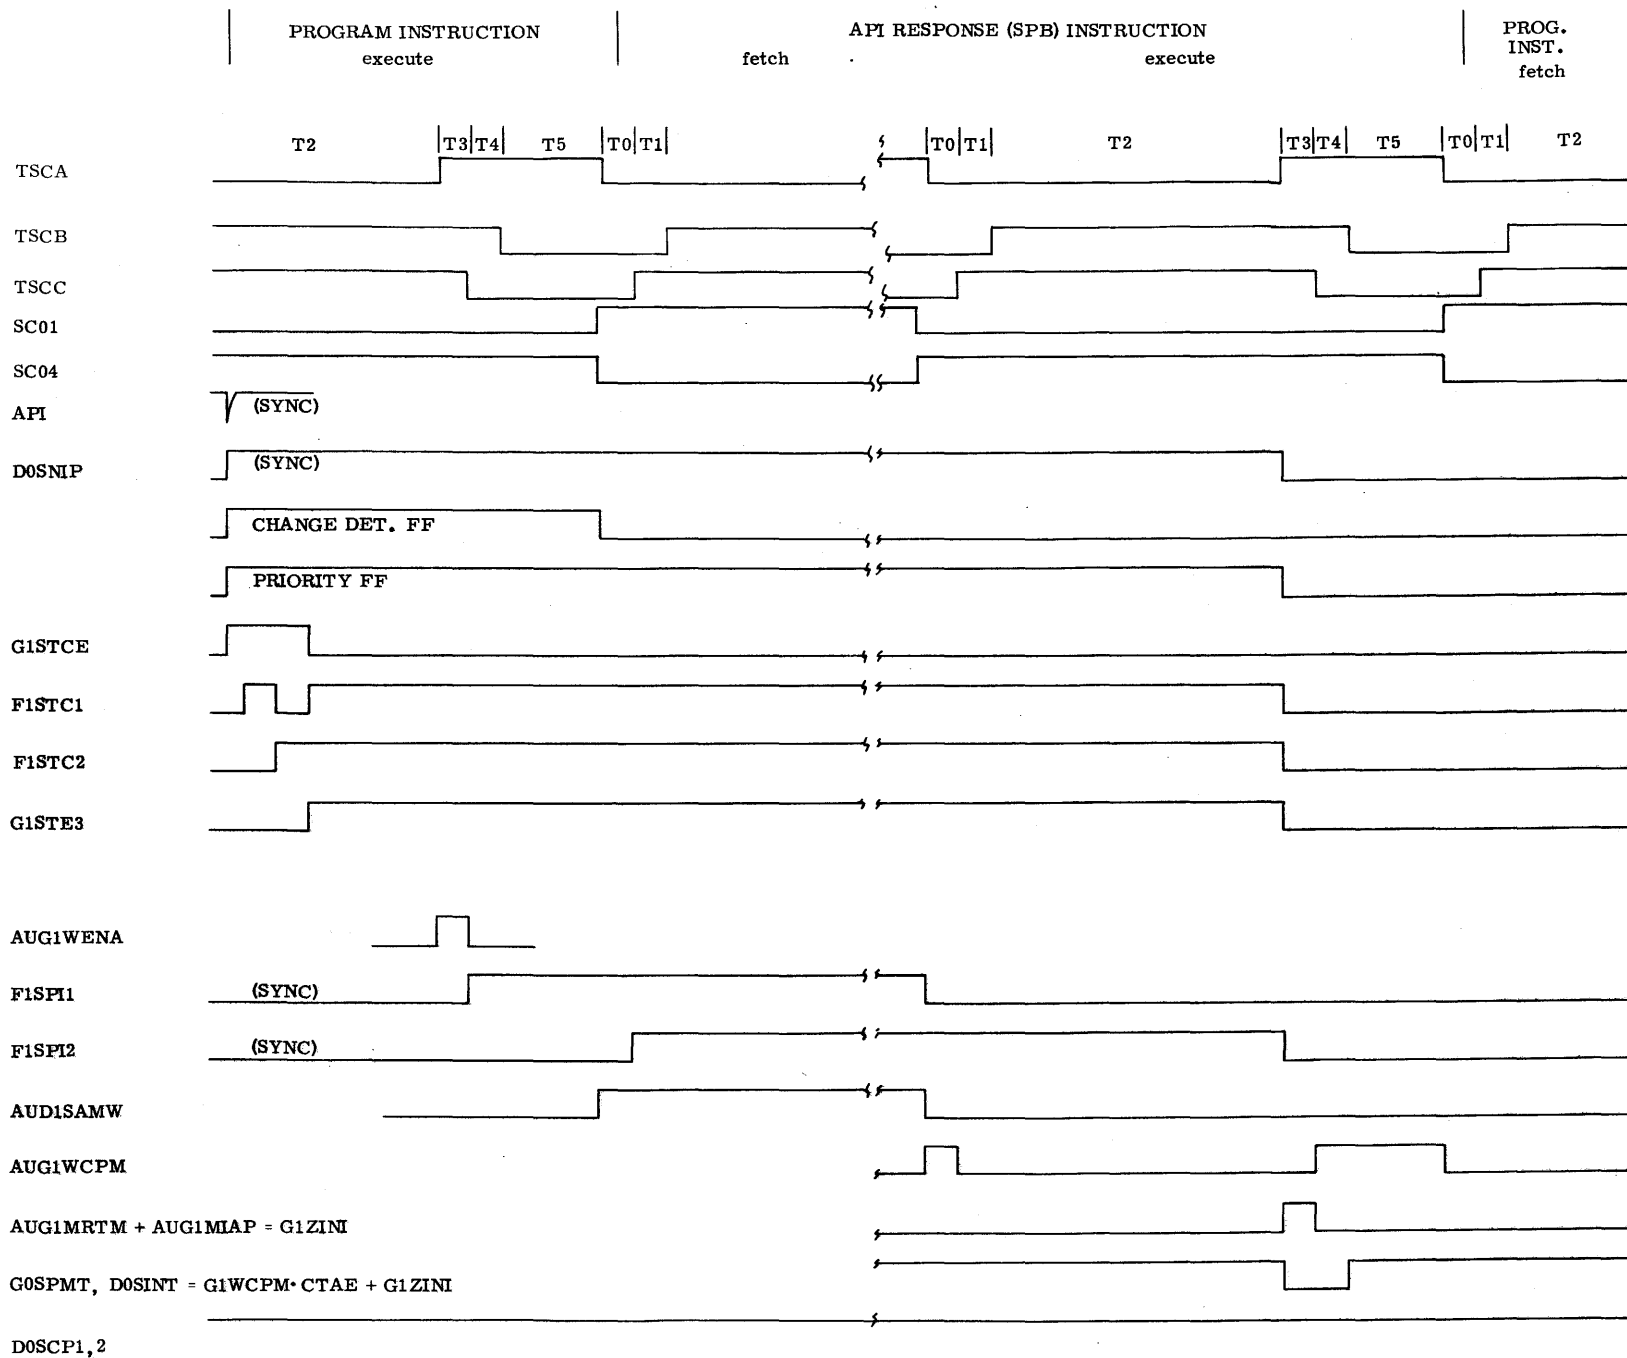 PROGRAM INSTRUCTION
execute
API RESPONSE (SPB) INSTRUCTION
fetch
execute
PROG.
INST.
fetch
T2 T3 T4 T5 T0 T1 T0 T1 T2 T3 T4 T5 T0 T1 T2
TSCA
TSCB
TSCC
SC01
SC04
API (SYNC)
D0SNIP (SYNC)
CHANGE DET. FF
PRIORITY FF
G1STCE
F1STC1
F1STC2
G1STE3
AUG1WENA
F1SPI1 (SYNC)
F1SPI2 (SYNC)
AUD1SAMW
AUG1WCPM
AUG1MRTM + AUG1MIAP = G1ZINI
G0SPMT, D0SINT = G1WCPM• CTAE + G1ZINI
D0SCP1,2